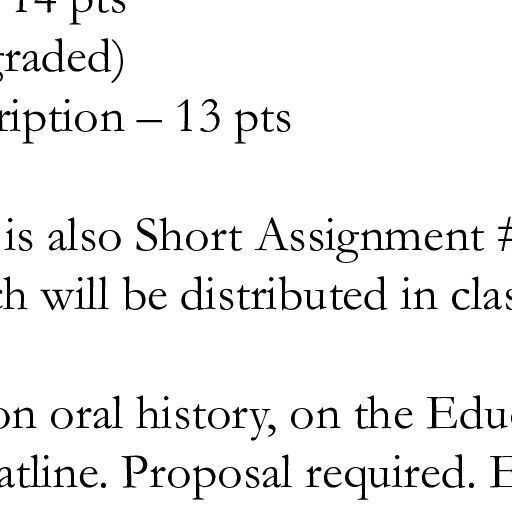 14 pts
graded)
ription – 13 pts
is also Short Assignment #
ch will be distributed in clas
on oral history, on the Edu
atline. Proposal required. E